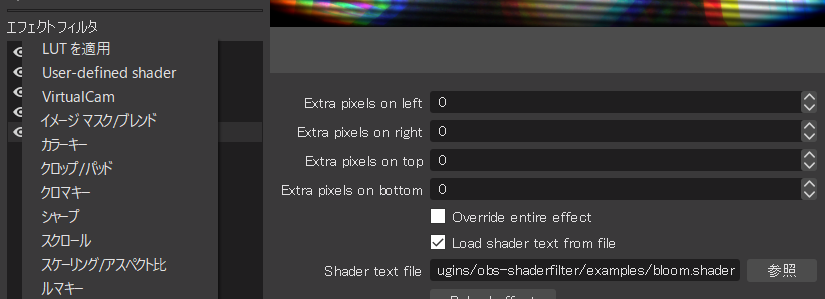 エフェクトフィルタ
LUT を適用
User-defined shader
VirtualCam
イメージ マスク/ブレンド
カラーキー
クロップ/パッド
クロマキー
シャープ
スクロール
スケーリング/アスペクト比
ルマキー
Extra pixels on left 0
Extra pixels on right 0
Extra pixels on top 0
Extra pixels on bottom 0
Override entire effect
Load shader text from file
Shader text file ugins/obs-shaderfilter/examples/bloom.shader 参照